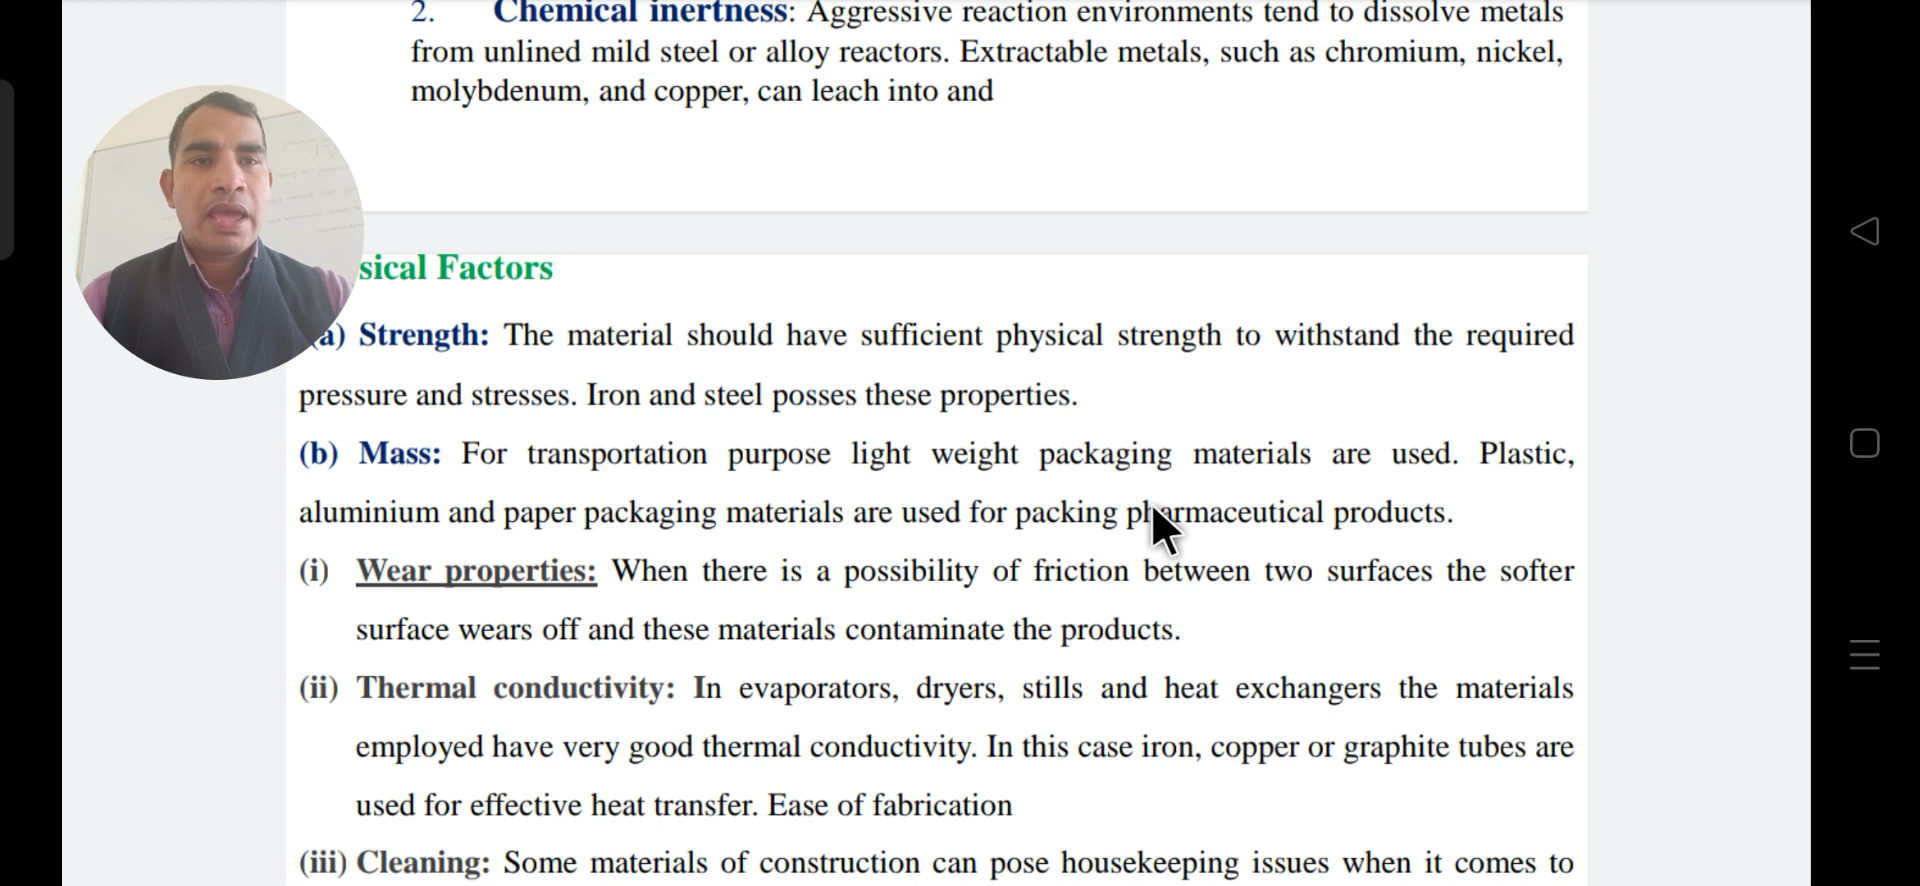 2. Chemical inertness: Aggressive reaction environments tend to dissolve metals
from unlined mild steel or alloy reactors. Extractable metals, such as chromium, nickel,
molybdenum, and copper, can leach into and
sical Factors
a) Strength: The material should have sufficient physical strength to withstand the required
pressure and stresses. Iron and steel posses these properties.
(b) Mass: For transportation purpose light weight packaging materials are used. Plastic,
aluminium and paper packaging materials are used for packing pharmaceutical products.
(i) Wear properties: When there is a possibility of friction between two surfaces the softer
surface wears off and these materials contaminate the products.
(ii) Thermal conductivity: In evaporators, dryers, stills and heat exchangers the materials
employed have very good thermal conductivity. In this case iron, copper or graphite tubes are
used for effective heat transfer. Ease of fabrication
(iii) Cleaning: Some materials of construction can pose housekeeping issues when it comes to